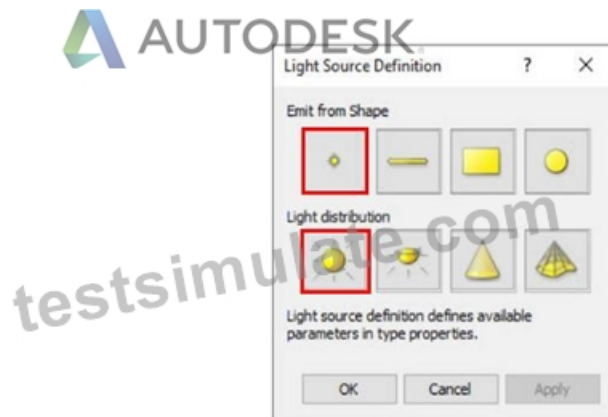 AUTODESK
Light Source Definition ? X
Emit from Shape
Light distribution
testsimulate.com
Light source definition defines available
parameters in type properties.
OK Cancel Apply